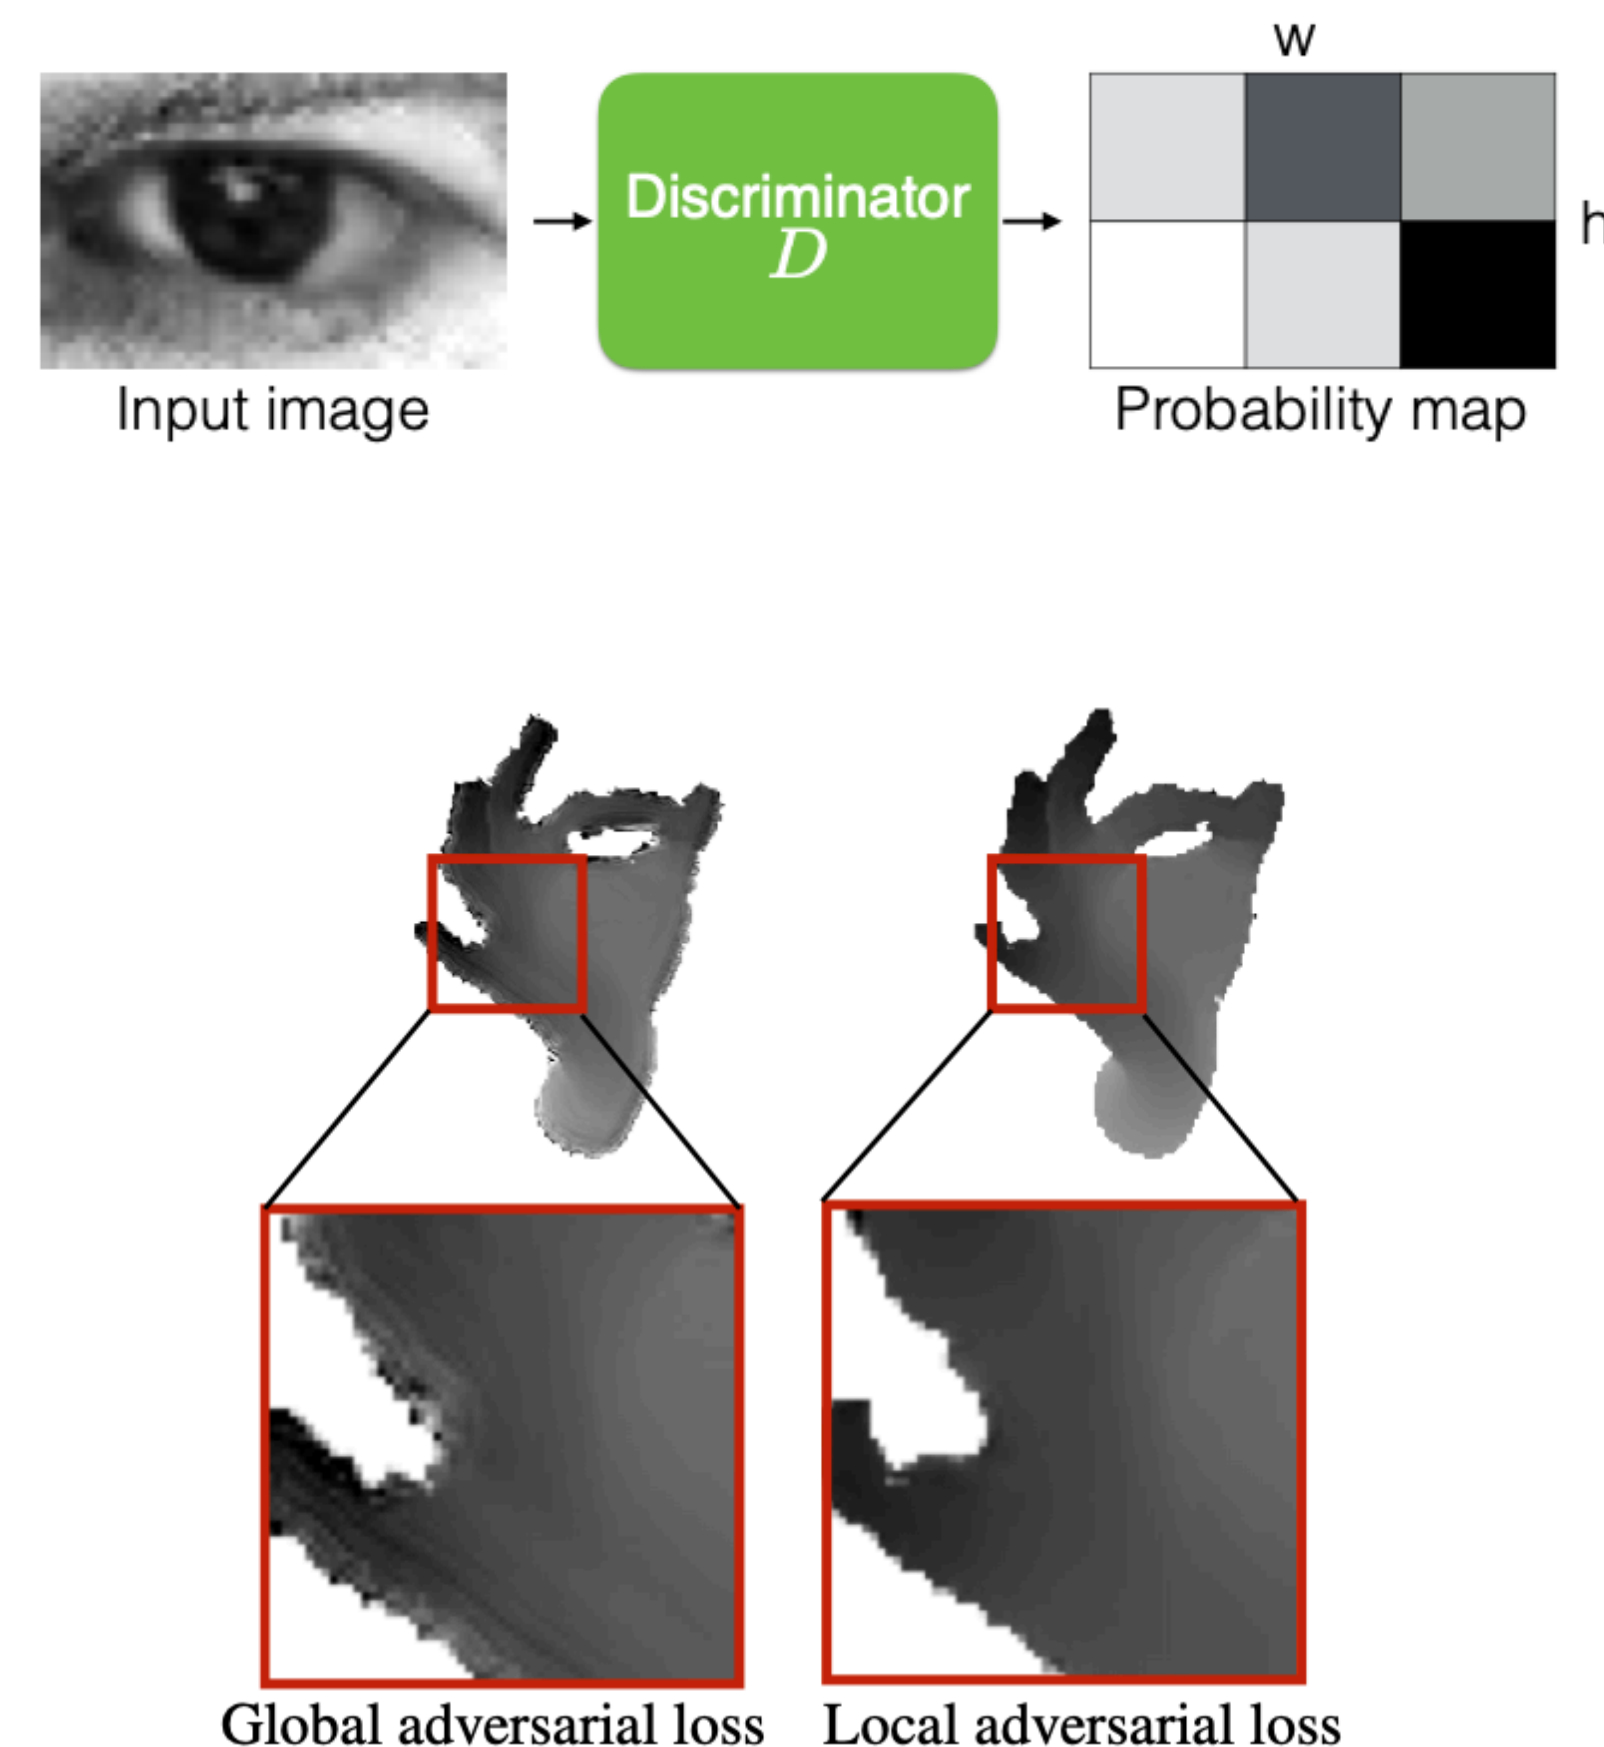 w
Discriminator
D
h
Input image
Probability map
Global adversarial loss
Local adversarial loss